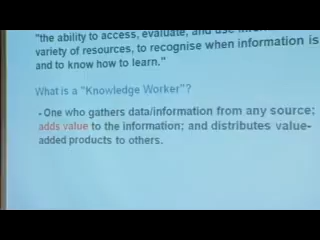 "the ability to access, evaluate, and use
variety of resources, to recognise when information is
and to know how to learn."
What is a "Knowledge Worker"?
- One who gathers data/information from any source;
adds value to the information; and distributes value-
added products to others.